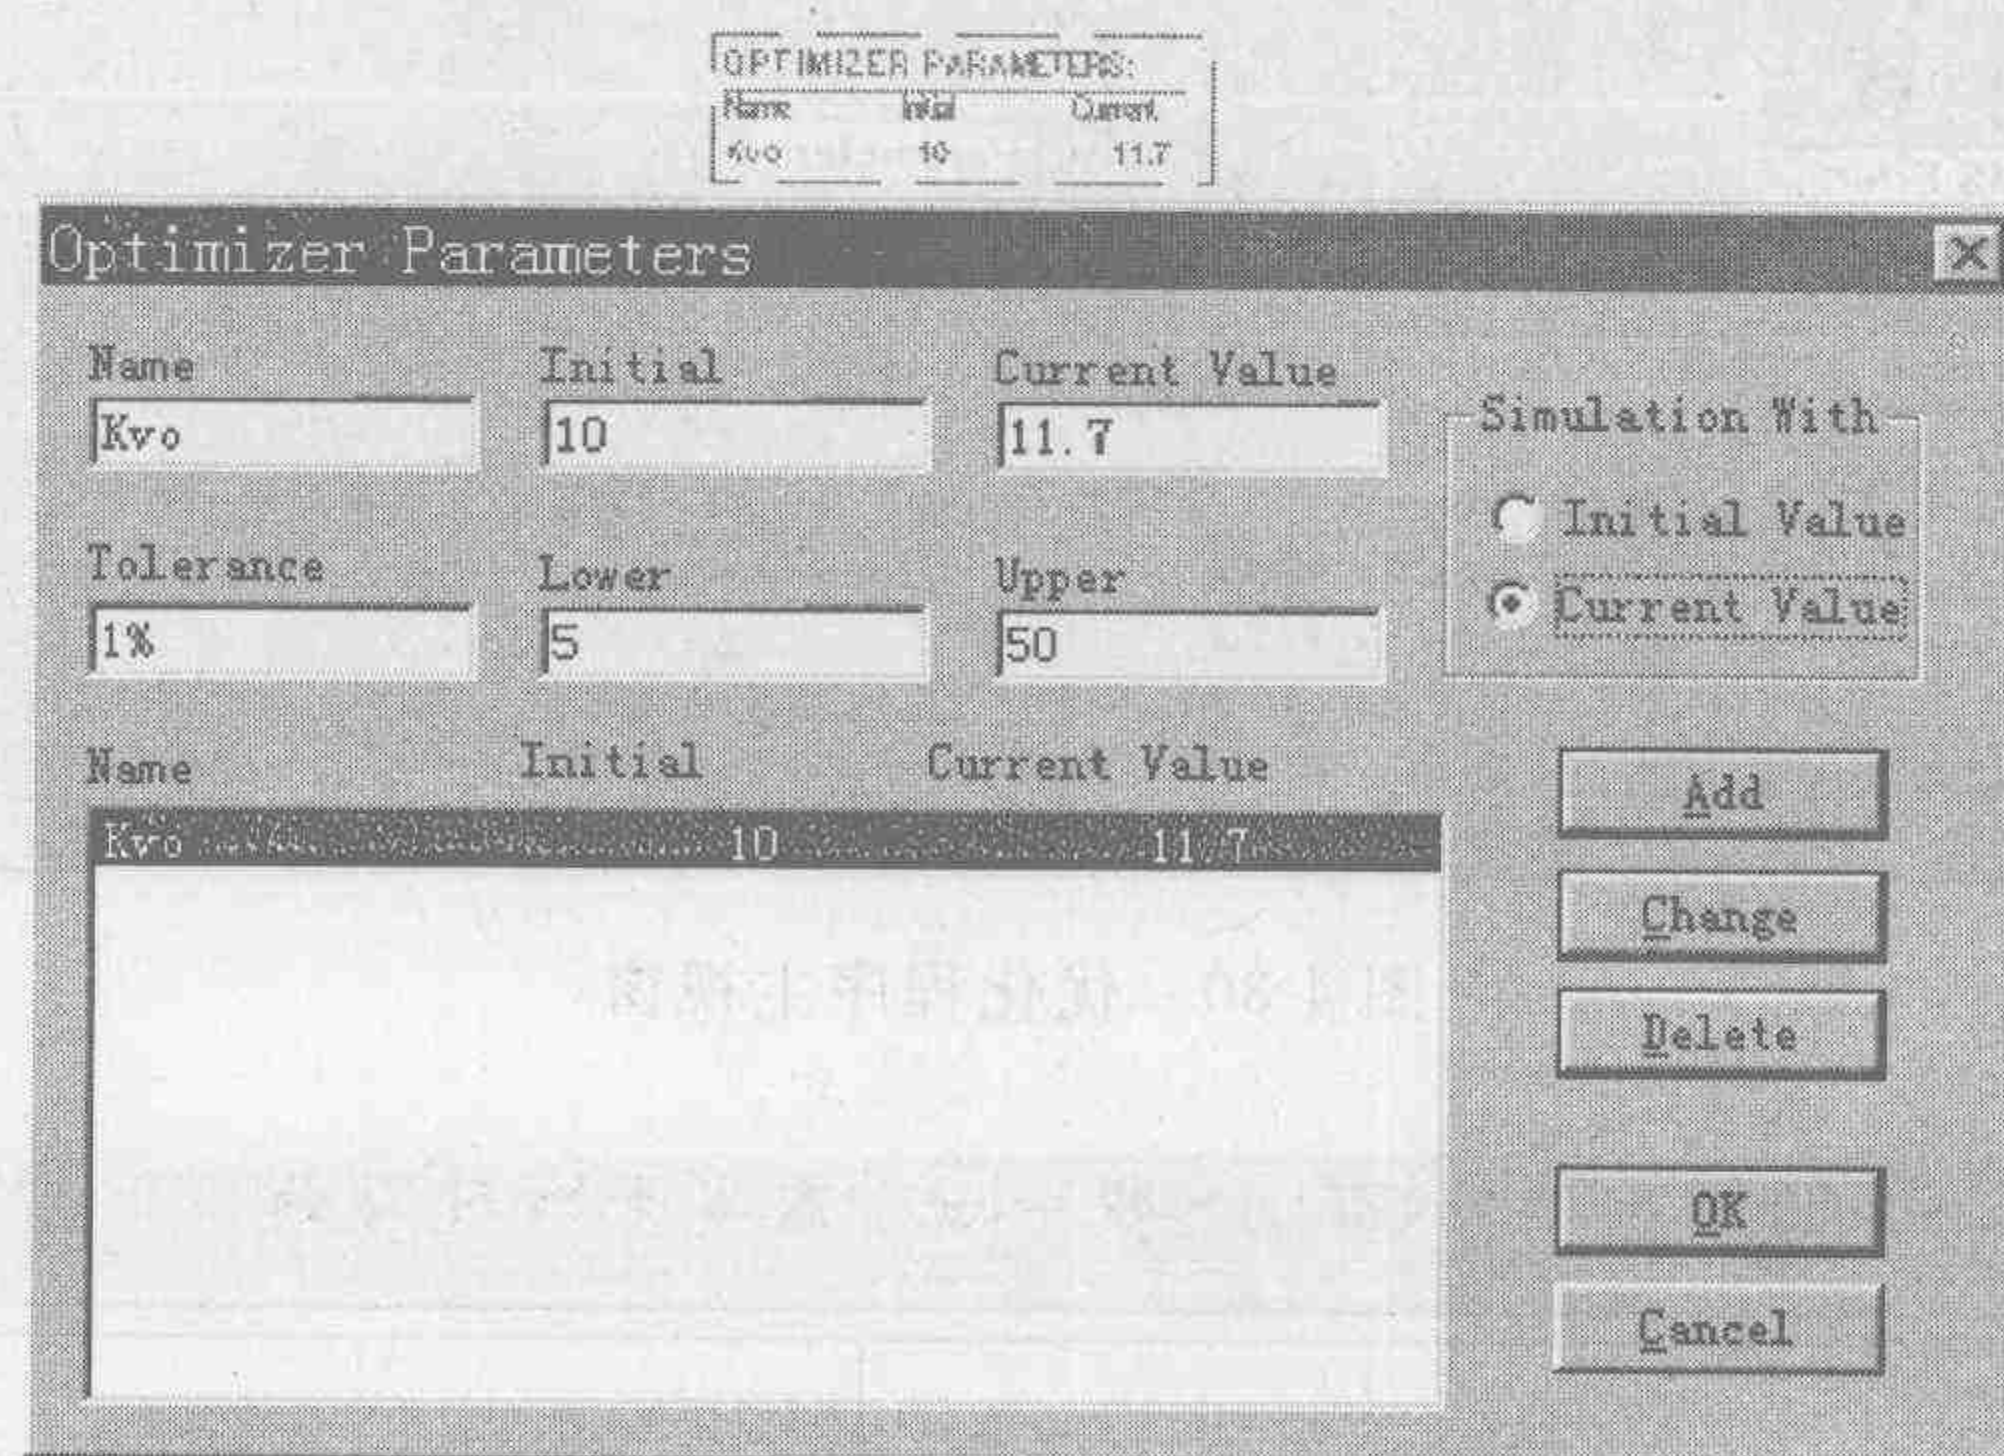 OPTIMIZER PARAMETERS:
Name Initial Current
Kvo 10 11.7
Optimizer Parameters
Name Initial Current Value
Kvo 10 11.7
Simulation With
Initial Value
Current Value
Tolerance Lower Upper
1% 5 50
Name Initial Current Value
Kvo 10 11.7
Add
Change
Delete
OK
Cancel